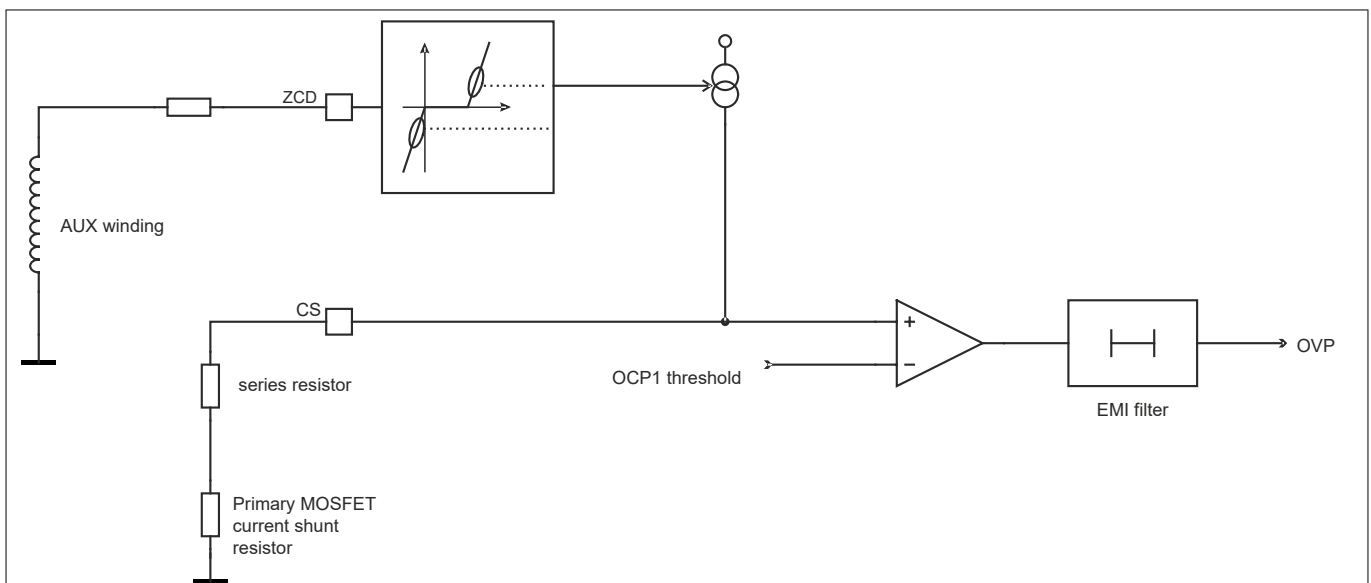 ZCD
AUX winding
CS
+
−
OVP
OCP1 threshold
series resistor
EMI filter
Primary MOSFET
current shunt
resistor